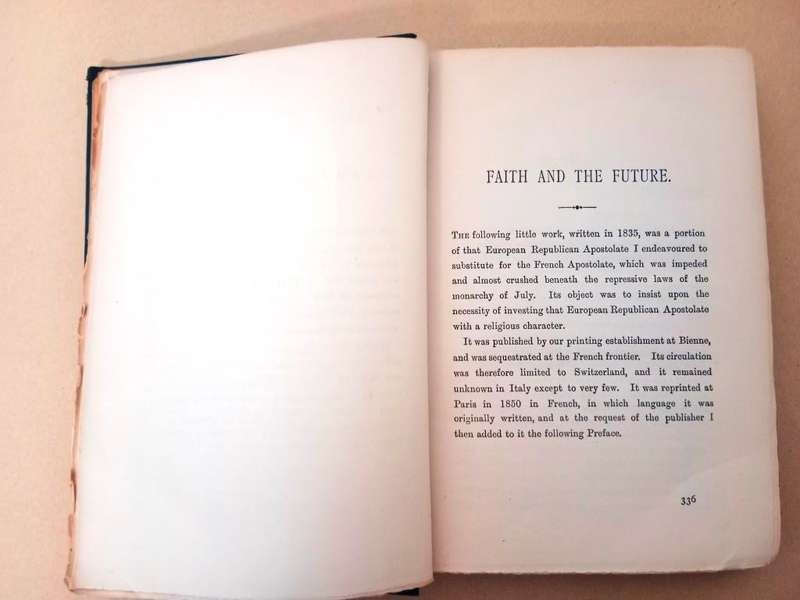 FAITH AND THE FUTURE.
THE following little work, written in 1835, was a portion
of that European Republican Apostolate I endeavoured to
substitute for the French Apostolate, which was impeded
and almost crushed beneath the repressive laws of the
monarchy of July. Its object was to insist upon the
necessity of investing that European Republican Apostolate
with a religious character.
It was published by our printing establishment at Bienne,
and was sequestrated at the French frontier. Its circulation
was therefore limited to Switzerland, and it remained
unknown in Italy except to very few. It was reprinted at
Paris in 1850 in French, in which language it was
originally written, and at the request of the publisher I
then added to it the following Preface.
336